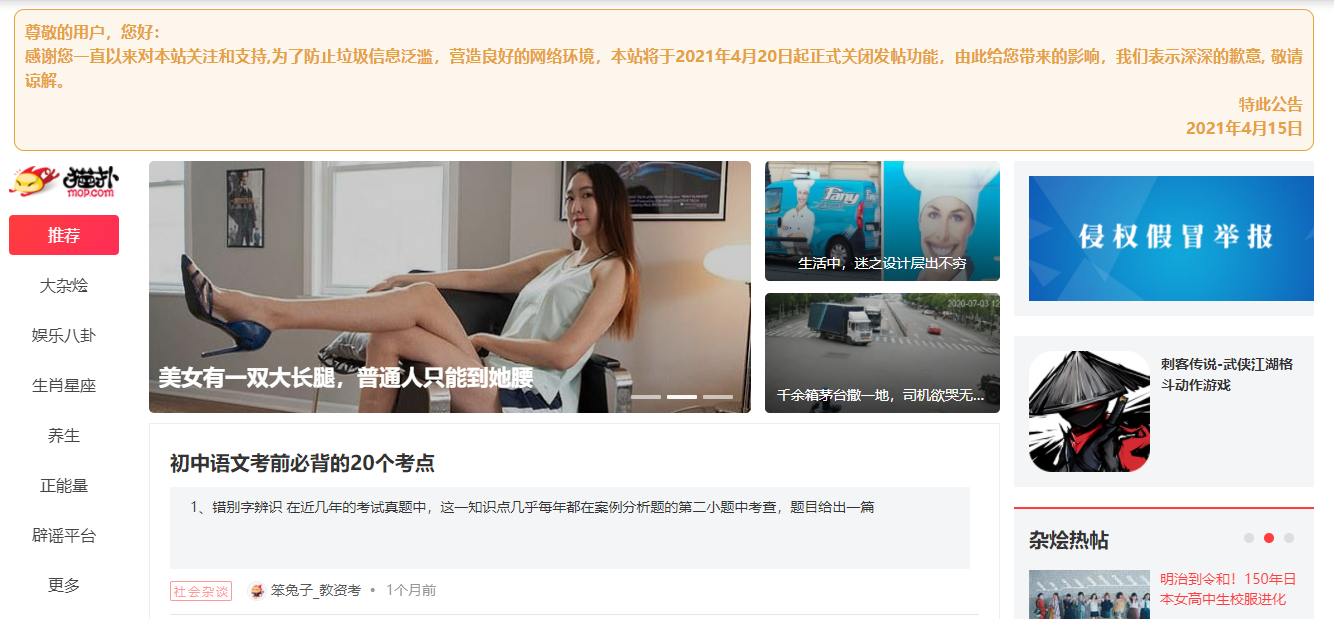 尊敬的用户，您好：
感谢您一直以来对本站关注和支持,为了防止垃圾信息泛滥，营造良好的网络环境，本站将于2021年4月20日起正式关闭发帖功能，由此给您带来的影响，我们表示深深的歉意, 敬请
谅解。
特此公告
2021年4月15日
猫扑
MOP.COM
推荐
大杂烩
娱乐八卦
生肖星座
养生
正能量
辟谣平台
更多
美女有一双大长腿，普通人只能到她腰
Fany
生活中，迷之设计层出不穷
2020-07-03 12
千余箱茅台撒一地，司机欲哭无...
初中语文考前必背的20个考点
1、错别字辨识 在近几年的考试真题中，这一知识点几乎每年都在案例分析题的第二小题中考查，题目给出一篇
社会杂谈
笨兔子_教资考 • 1个月前
侵权假冒举报
刺客传说-武侠江湖格
斗动作游戏
杂烩热帖
明治到令和！150年日
本女高中生校服进化